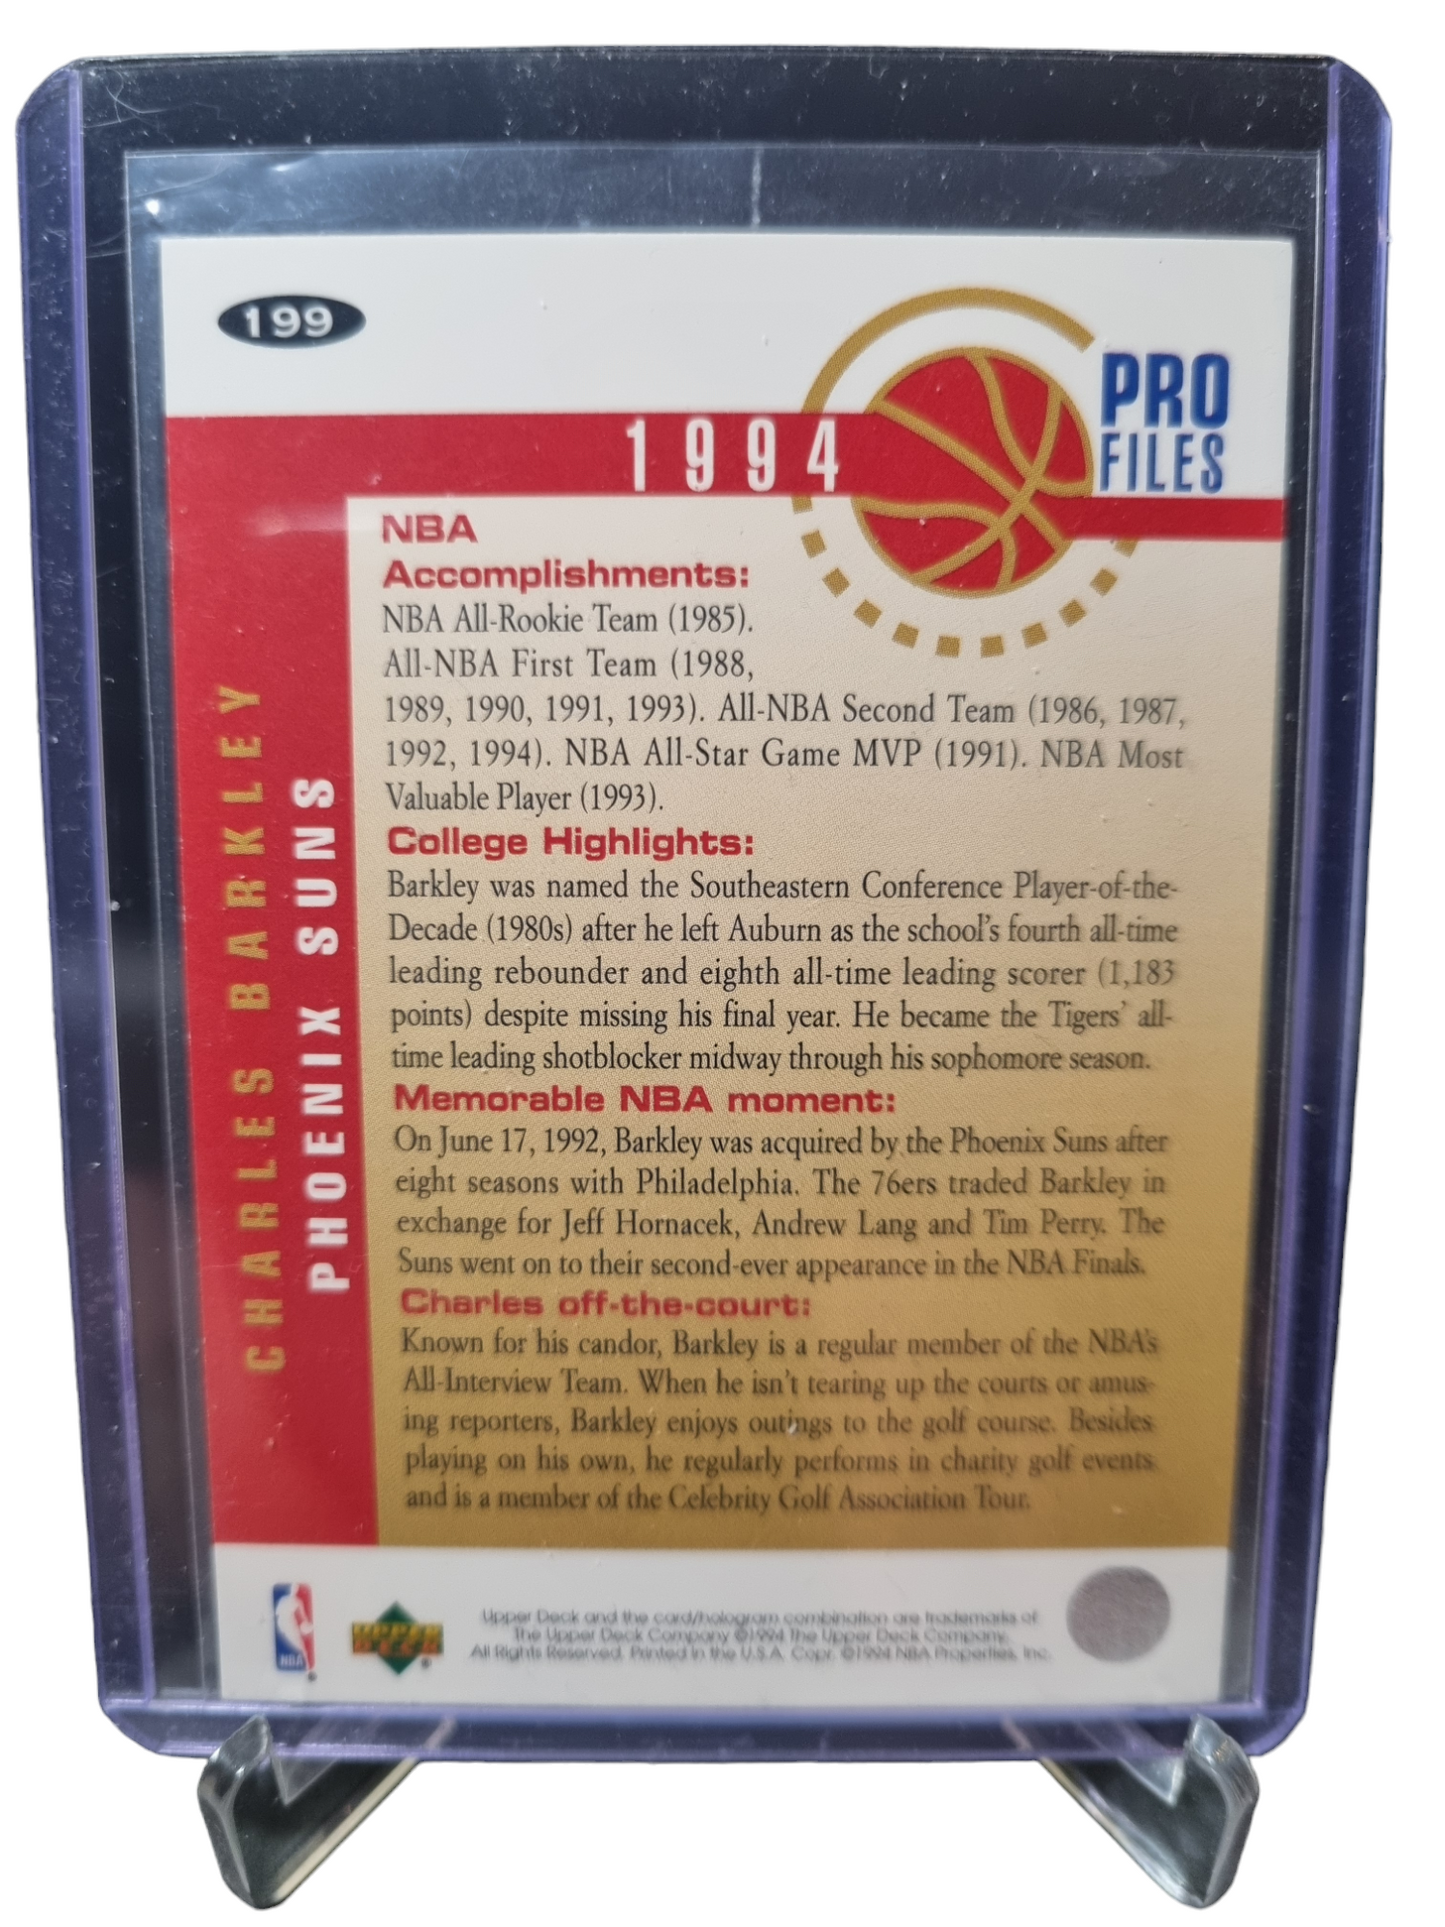 199
PRO
FILES
1994
CHARLES BARKLEY
PHOENIX SUNS
NBA
Accomplishments:
NBA All-Rookie Team (1985).
All-NBA First Team (1988,
1989, 1990, 1991, 1993). All-NBA Second Team (1986, 1987,
1992, 1994). NBA All-Star Game MVP (1991). NBA Most
Valuable Player (1993).
College Highlights:
Barkley was named the Southeastern Conference Player-of-the-
Decade (1980s) after he left Auburn as the school's fourth all-time
leading rebounder and eighth all-time leading scorer (1,183
points) despite missing his final year. He became the Tigers' all-
time leading shotblocker midway through his sophomore season.
Memorable NBA moment:
On June 17, 1992, Barkley was acquired by the Phoenix Suns after
eight seasons with Philadelphia. The 76ers traded Barkley in
exchange for Jeff Hornacek, Andrew Lang and Tim Perry. The
Suns went on to their second-ever appearance in the NBA Finals.
Charles off-the-court:
Known for his candor, Barkley is a regular member of the NBA's
All-Interview Team. When he isn't tearing up the courts or amus-
ing reporters, Barkley enjoys outings to the golf course. Besides
playing on his own, he regularly performs in charity golf events
and is a member of the Celebrity Golf Association Tour.
NBA
UPPER
DECK
Upper Deck and the card/hologram combination are trademarks of
The Upper Deck Company ©1994 The Upper Deck Company.
All Rights Reserved. Printed in the U.S.A. Copr. ©1994 NBA Properties, Inc.